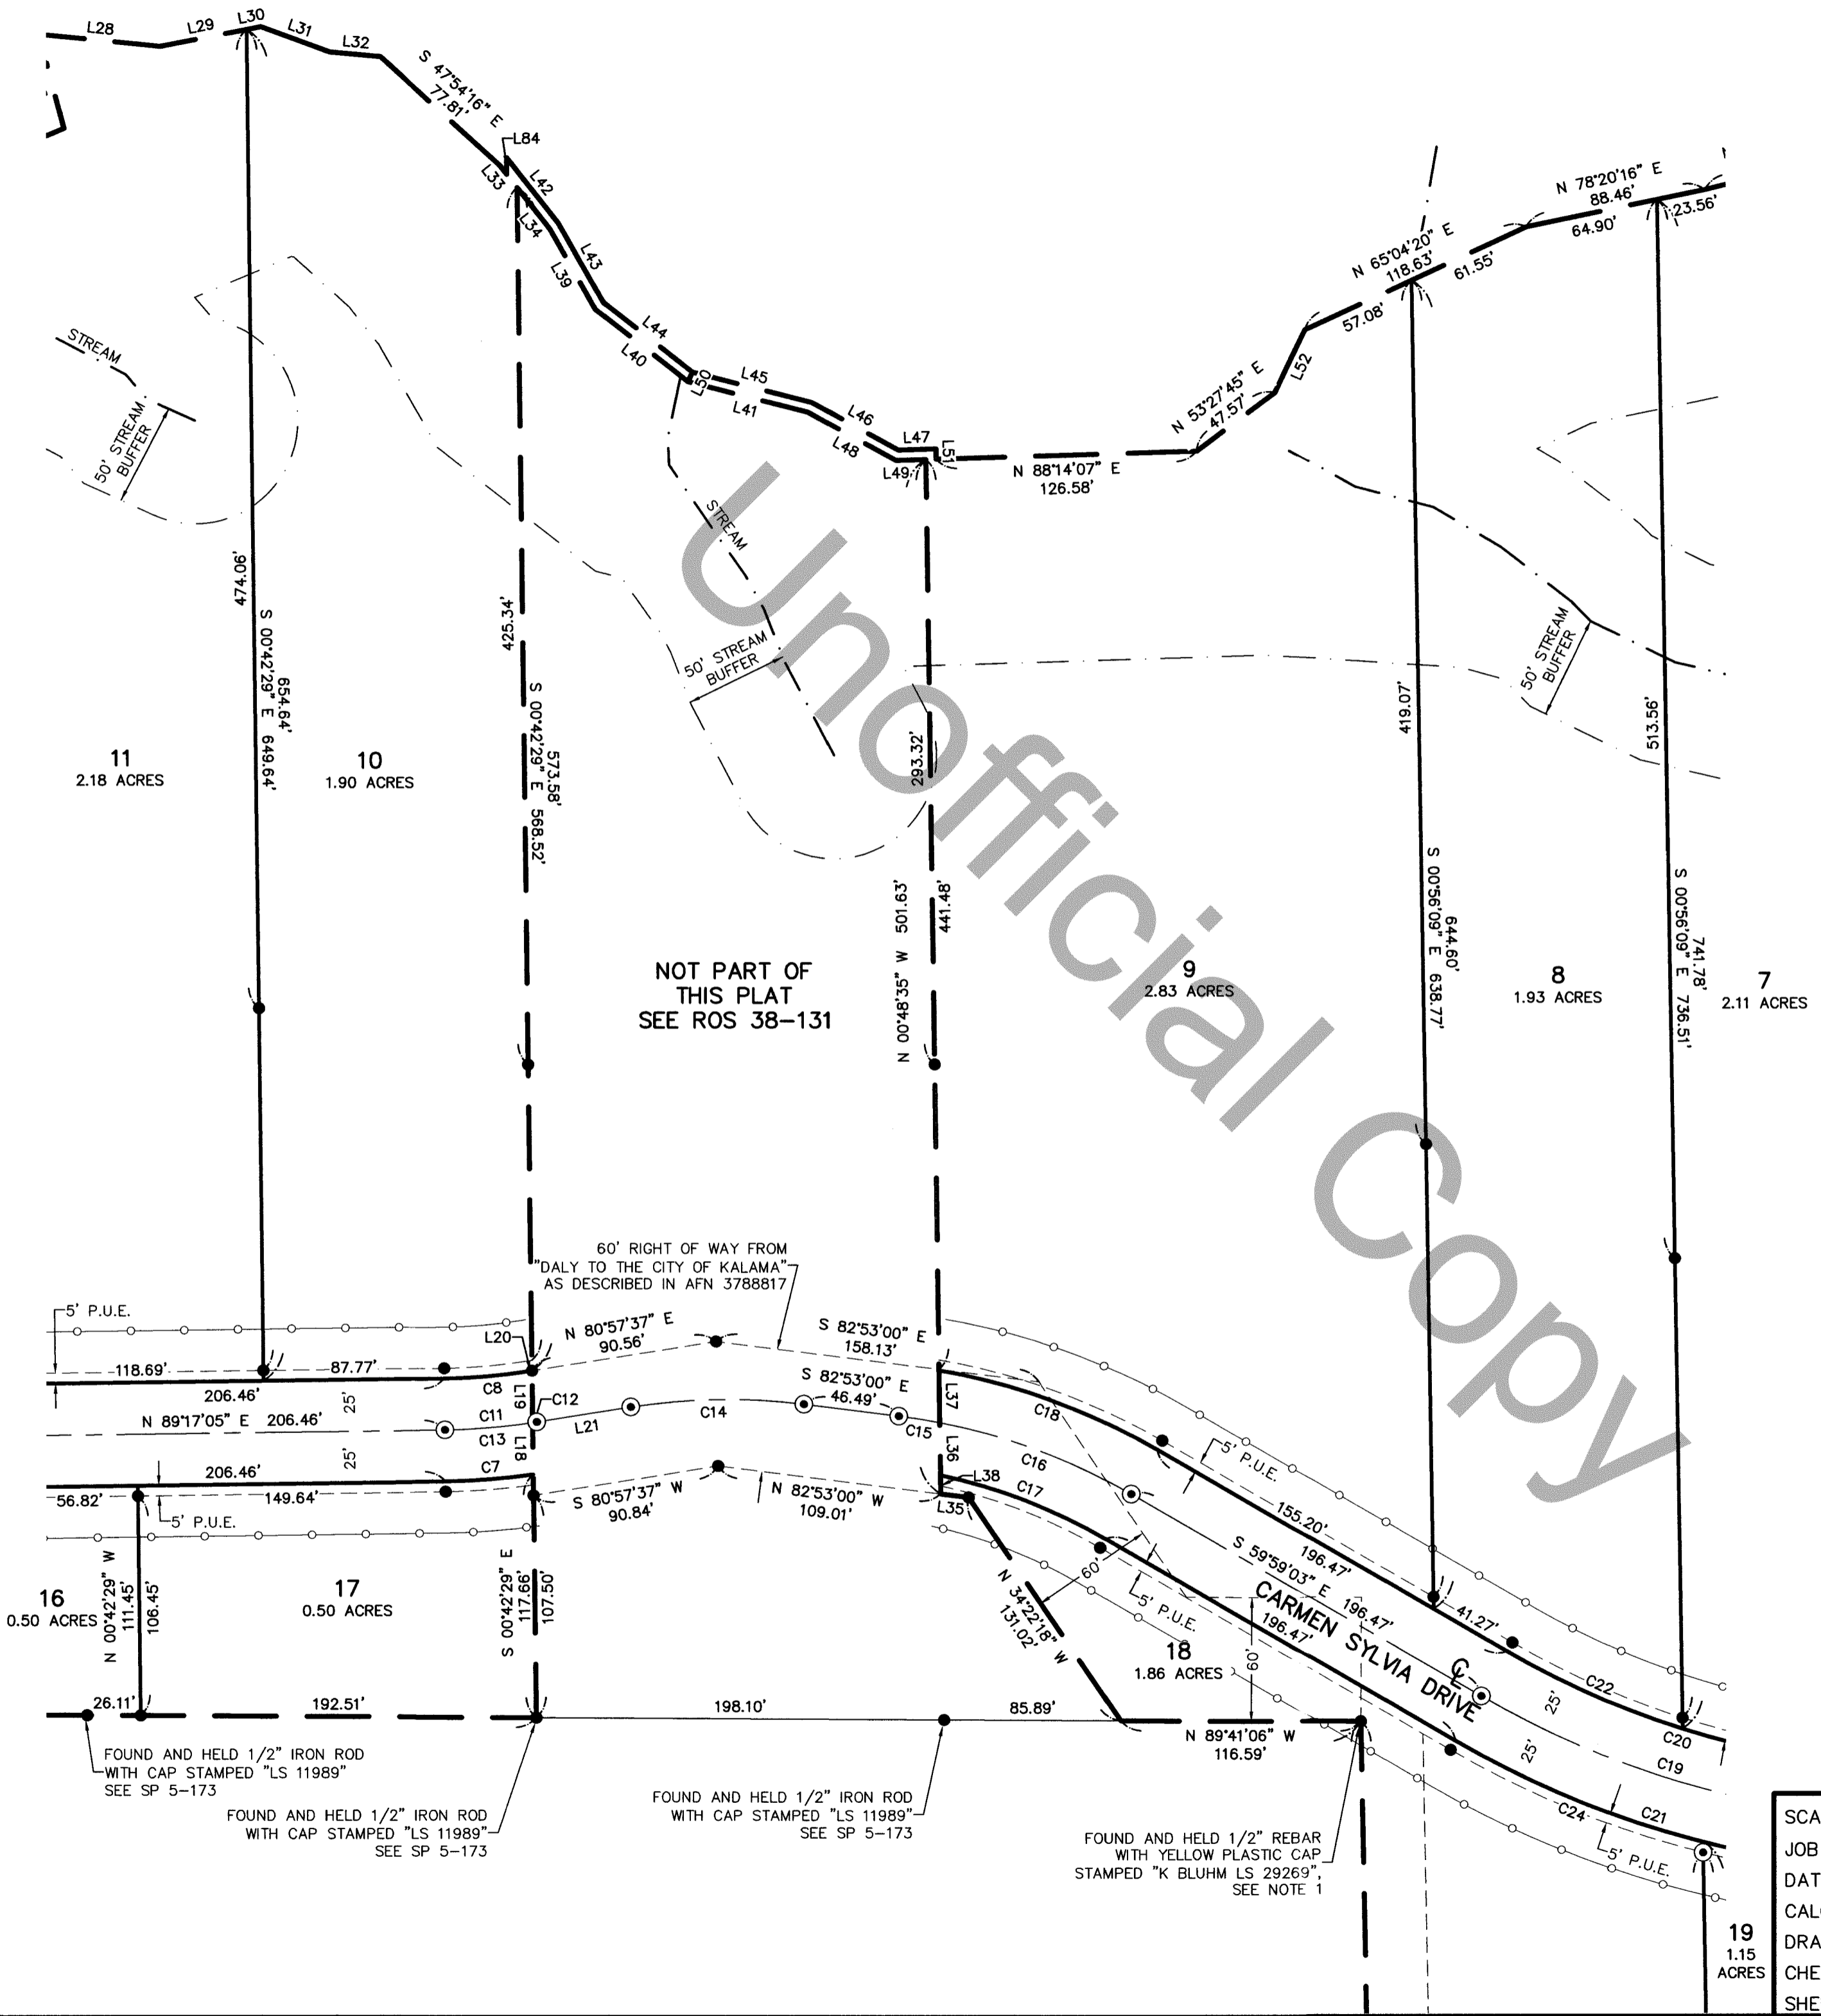 L28
L29
L30
L31
L32
S 47°54'16" E
77.81'
L84
L33
L42
L34
L43
L39
L44
L40
L50
L45
L41
L46
L48
L47
L49
L51
N 88°14'07" E
126.58'
N 53°27'45" E
47.57'
L52
N 65°04'20" E
118.63'
57.08'
61.55'
N 78°20'16" E
88.46'
64.90'
23.56'
STREAM
50' STREAM
BUFFER
STREAM
50' STREAM
BUFFER
50' STREAM
BUFFER
474.06'
654.64'
S 00°42'29" E 649.64'
425.34'
573.58'
S 00°42'29" E 568.52'
293.32'
N 00°48'35" W 501.63'
441.48'
419.07'
644.60'
S 00°56'09" E 638.77'
513.56'
741.78'
S 00°56'09" E 736.51'
11
2.18 ACRES
10
1.90 ACRES
NOT PART OF
THIS PLAT
SEE ROS 38-131
9
2.83 ACRES
8
1.93 ACRES
7
2.11 ACRES
Unofficial Copy
60' RIGHT OF WAY FROM
"DALY TO THE CITY OF KALAMA"
AS DESCRIBED IN AFN 3788817
5' P.U.E.
118.69'
87.77'
L20
N 80°57'37" E
90.56'
S 82°53'00" E
158.13'
206.46'
25'
C8
L19
C12
S 82°53'00" E
46.49'
L37
C18
N 89°17'05" E 206.46'
C11
C13
L21
C14
C15
L18
L36
C16
206.46'
25'
C7
L38
C17
5' P.U.E.
56.82'
149.64'
S 80°57'37" W
90.84'
N 82°53'00" W
109.01'
L35
5' P.U.E.
155.20'
196.47'
S 59°59'03" E 196.47'
CARMEN SYLVIA DRIVE
196.47'
41.27'
60'
5' P.U.E.
N 34°22'18" W
131.02'
60'
CL
C22
25'
C20
C19
25'
C24
C21
5' P.U.E.
16
0.50 ACRES
N 00°42'29" W
111.45'
106.45'
17
0.50 ACRES
S 00°42'29" E
117.66'
107.50'
18
1.86 ACRES
26.11'
192.51'
198.10'
85.89'
N 89°41'06" W
116.59'
FOUND AND HELD 1/2" IRON ROD
WITH CAP STAMPED "LS 11989"
SEE SP 5-173
FOUND AND HELD 1/2" IRON ROD
WITH CAP STAMPED "LS 11989"
SEE SP 5-173
FOUND AND HELD 1/2" IRON ROD
WITH CAP STAMPED "LS 11989"
SEE SP 5-173
FOUND AND HELD 1/2" REBAR
WITH YELLOW PLASTIC CAP
STAMPED "K BLUHM LS 29269",
SEE NOTE 1
19
1.15
ACRES
SCA
JOB
DAT
CAL
DRA
CHE
SHE